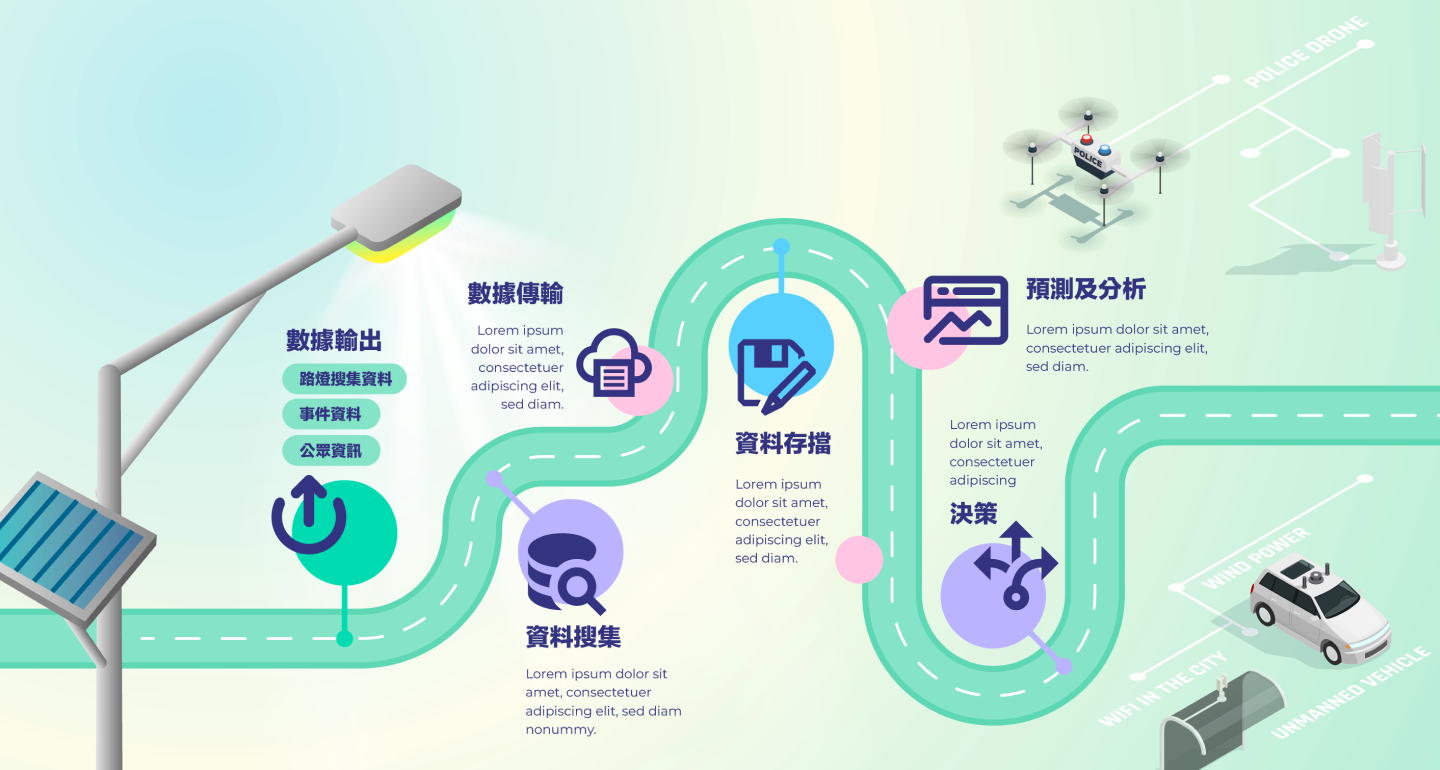 數據輸出
路燈搜集資料
事件資料
公眾資訊
數據傳輸
Lorem ipsum
dolor sit amet,
consectetuer
adipiscing elit,
sed diam.
資料搜集
Lorem ipsum dolor sit
amet, consectetuer
adipiscing elit, sed diam
nonummy.
資料存擋
Lorem ipsum
dolor sit amet,
consectetuer
adipiscing elit,
sed diam.
預測及分析
Lorem ipsum dolor sit amet,
consectetuer adipiscing elit,
sed diam.
Lorem ipsum
dolor sit amet,
consectetuer
adipiscing
決策
POLICE DRONE
POLICE
WIND POWER
WIFI IN THE CITY
UNMANNED VEHICLE